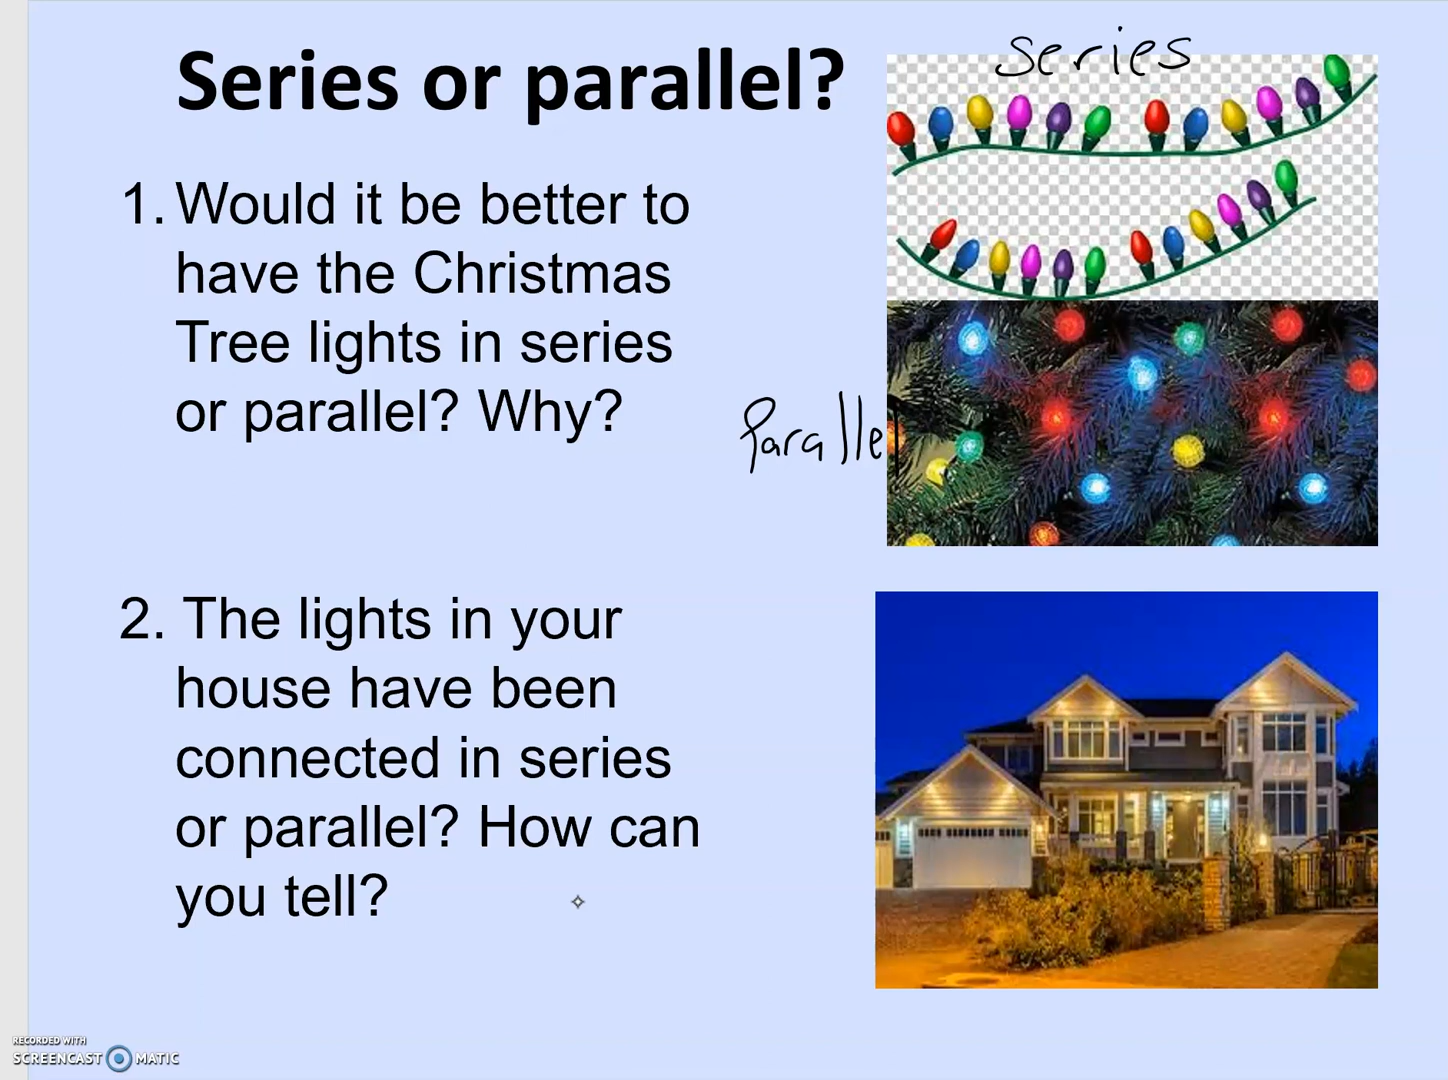 Series or parallel?
series
1. Would it be better to
have the Christmas
Tree lights in series
or parallel? Why?
Parallel
2. The lights in your
house have been
connected in series
or parallel? How can
you tell?
RECORDED WITH
SCREENCAST MATIC